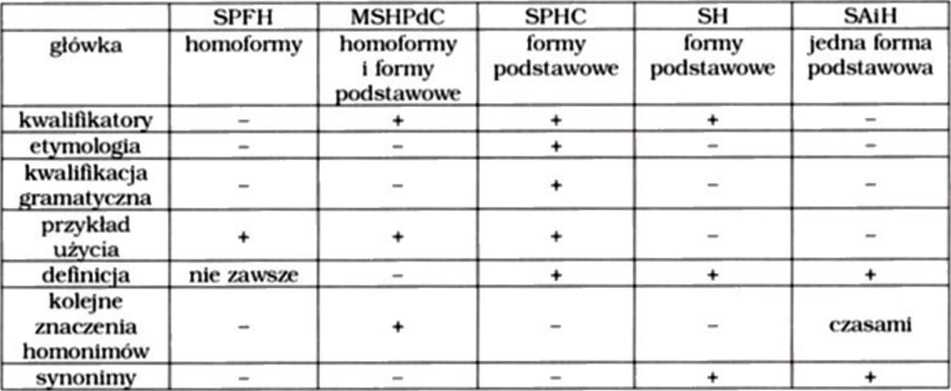 SPFH MSHPdC SPHC SH SAiH
główka homoformy homoformy formy formy jedna forma
i formy podstawowe podstawowe podstawowa
podstawowe
kwalifikatory – + + + –
etymologia – – + – –
kwalifikacja
gramatyczna – – + – –
przykład
użycia + + + – –
definicja nie zawsze – + + +
kolejne
znaczenia – + – – czasami
homonimów
synonimy – – – + +